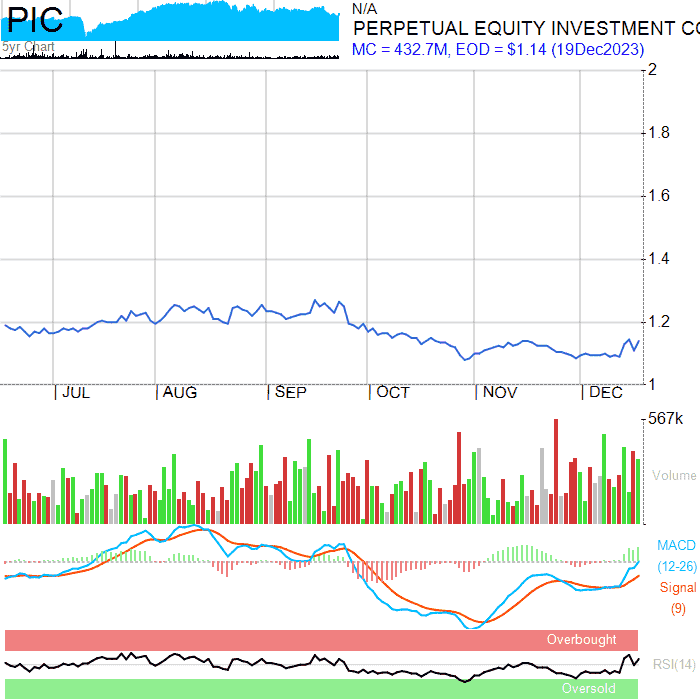 PIC
5yr Chart
N/A
PERPETUAL EQUITY INVESTMENT CO
MC = 432.7M, EOD = $1.14 (19Dec2023)
2
1.8
1.6
1.4
1.2
1
JUL AUG SEP OCT NOV DEC
567k
Volume
MACD
(12-26)
Signal
(9)
Overbought
RSI(14)
Oversold